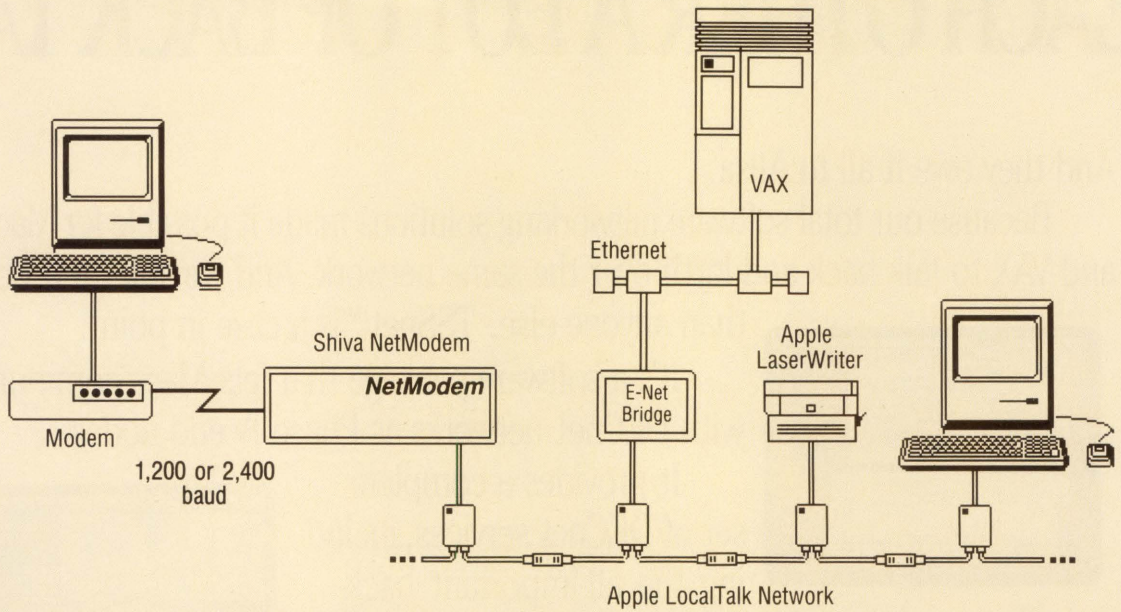 VAX
Ethernet
Shiva NetModem
NetModem
E-Net
Bridge
Apple
LaserWriter
Modem
1,200 or 2,400
baud
Apple LocalTalk Network